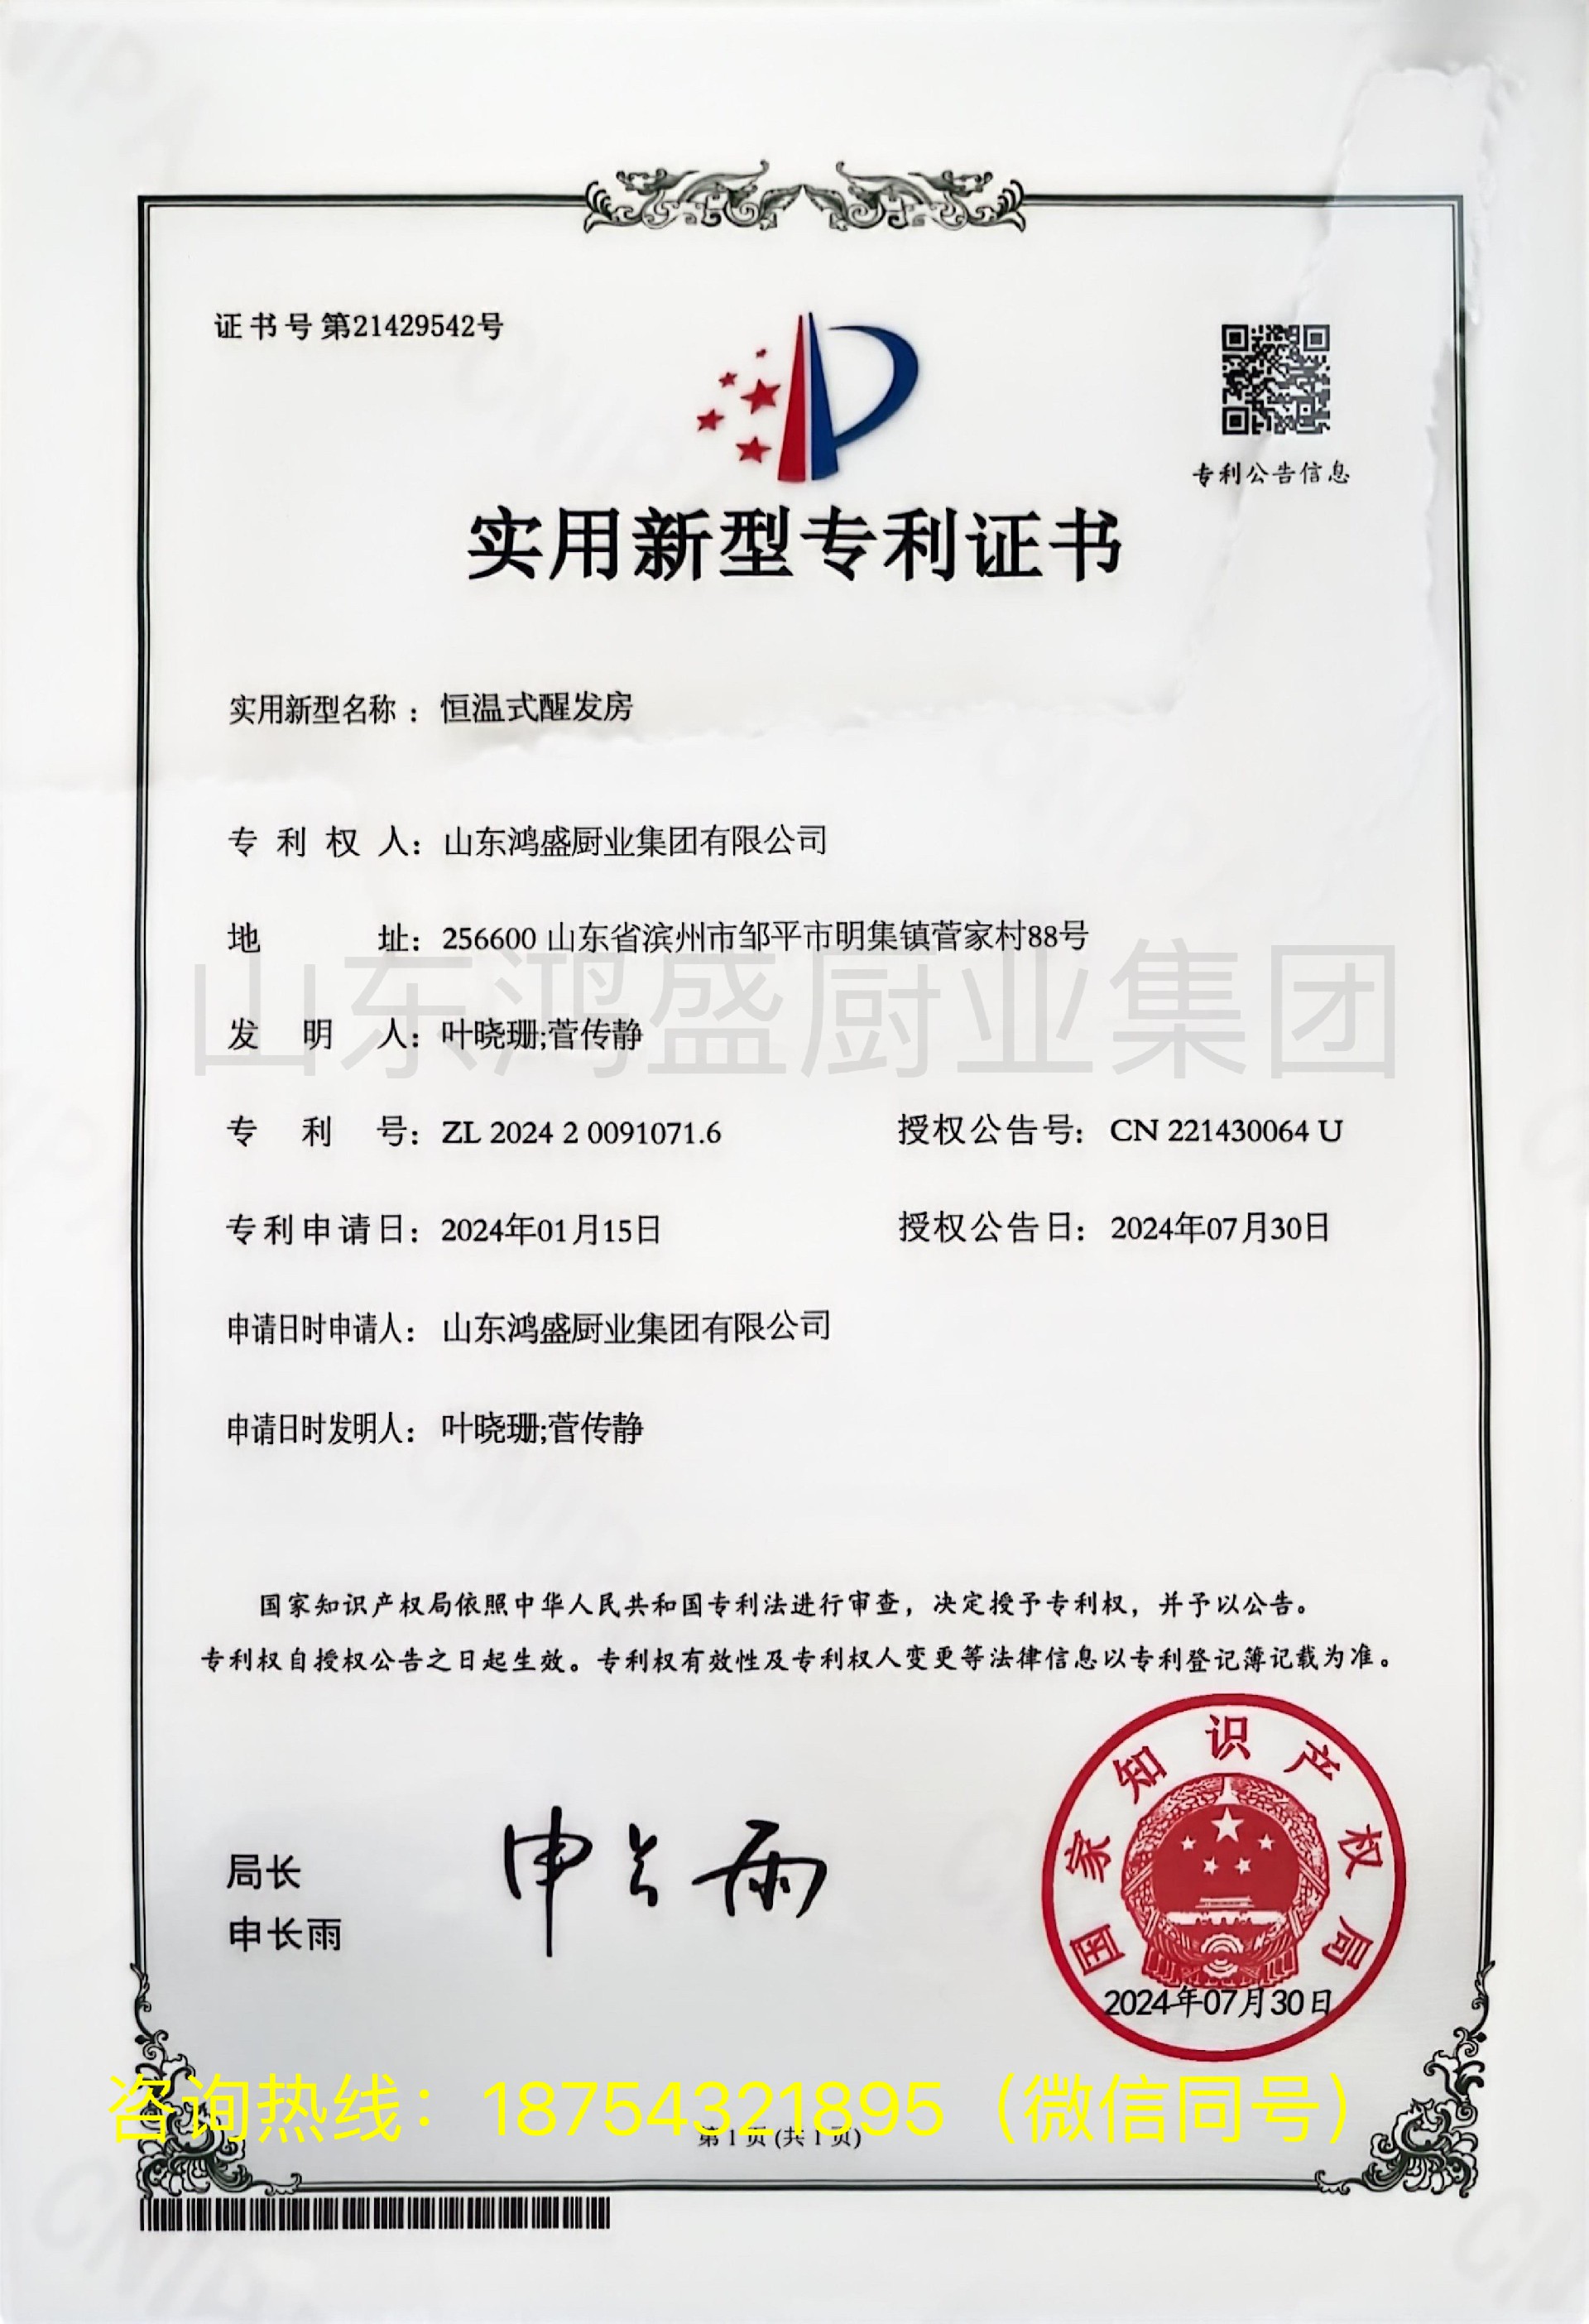 证书号第21429542号
专利公告信息
实用新型专利证书
实用新型名称：恒温式醒发房
专利权人：山东鸿盛厨业集团有限公司
地址：256600 山东省滨州市邹平市明集镇菅家村88号
山东鸿盛厨业集团
发明人：叶晓珊;菅传静
专利号：ZL 2024 2 0091071.6 授权公告号：CN 221430064 U
专利申请日：2024年01月15日 授权公告日：2024年07月30日
申请日时申请人：山东鸿盛厨业集团有限公司
申请日时发明人：叶晓珊;菅传静
国家知识产权局依照中华人民共和国专利法进行审查，决定授予专利权，并予以公告。
专利权自授权公告之日起生效。专利权有效性及专利权人变更等法律信息以专利登记簿记载为准。
局长
申长雨
申长雨
国家知识产权局
2024年07月30日
咨询热线：18754321895（微信同号）
第 1 页 (共 1 页)
CNIPA